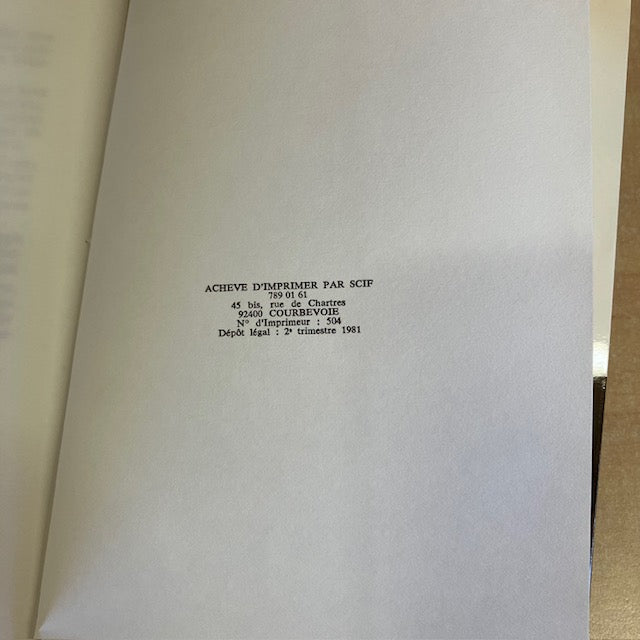 ACHEVE D'IMPRIMER PAR SCIF
789 01 61
45 bis, rue de Chartres
92400 COURBEVOIE
N° d'Imprimeur : 504
Dépôt légal : 2e trimestre 1981